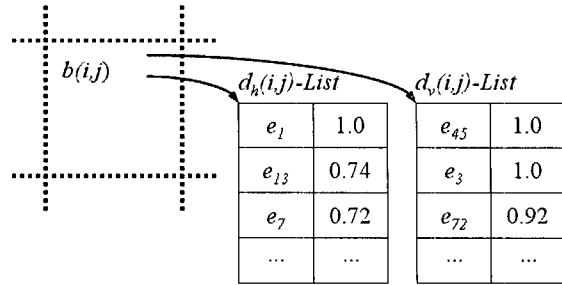 b(i,j)
d_h(i,j)-List d_v(i,j)-List
e_1 1.0 e_45 1.0
e_13 0.74 e_3 1.0
e_7 0.72 e_72 0.92
... ... ... ...